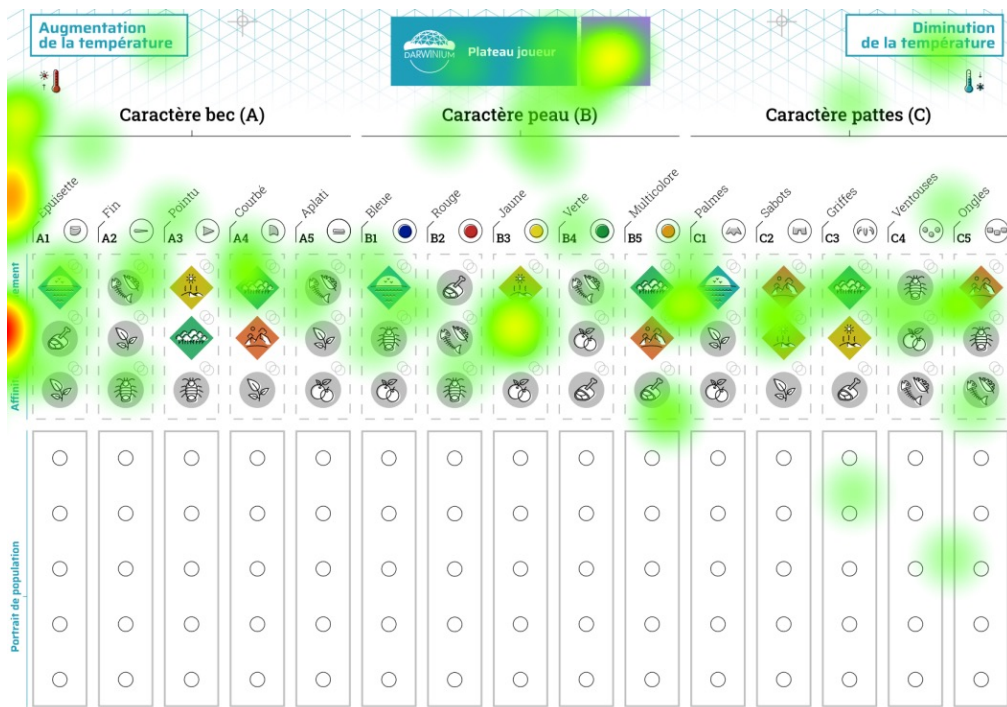 Augmentation
de la température
DARWINIUM
Plateau joueur
Diminution
de la température
Caractère bec (A)
Caractère peau (B)
Caractère pattes (C)
Épuisette
Fin
Pointu
Courbé
Aplati
Bleue
Rouge
Jaune
Verte
Multicolore
Palmes
Sabots
Griffes
Ventouses
Ongles
A1
A2
A3
A4
A5
B1
B2
B3
B4
B5
C1
C2
C3
C4
C5
Portrait de population